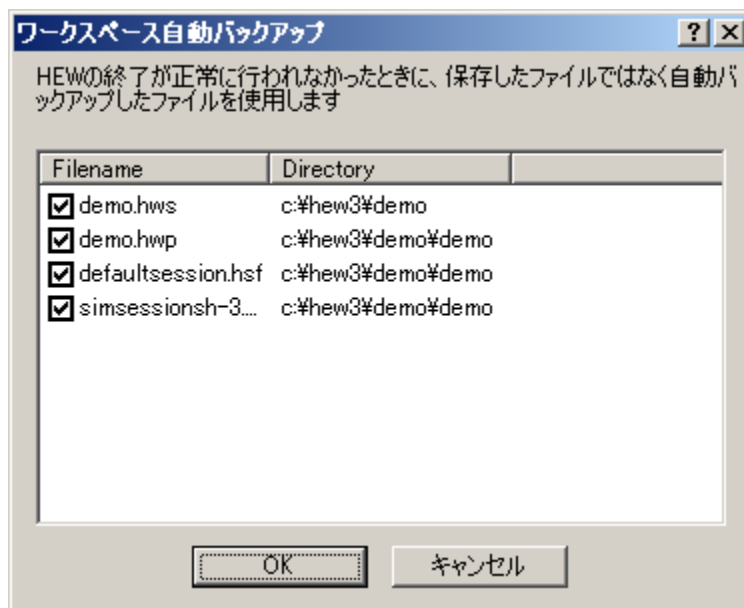 ワークスペース自動バックアップ
HEWの終了が正常に行われなかったときに、保存したファイルではなく自動バ
ックアップしたファイルを使用します
Filename Directory
demo.hws c:¥hew3¥demo
demo.hwp c:¥hew3¥demo¥demo
defaultsession.hsf c:¥hew3¥demo¥demo
simsessionsh-3.... c:¥hew3¥demo¥demo
OK キャンセル